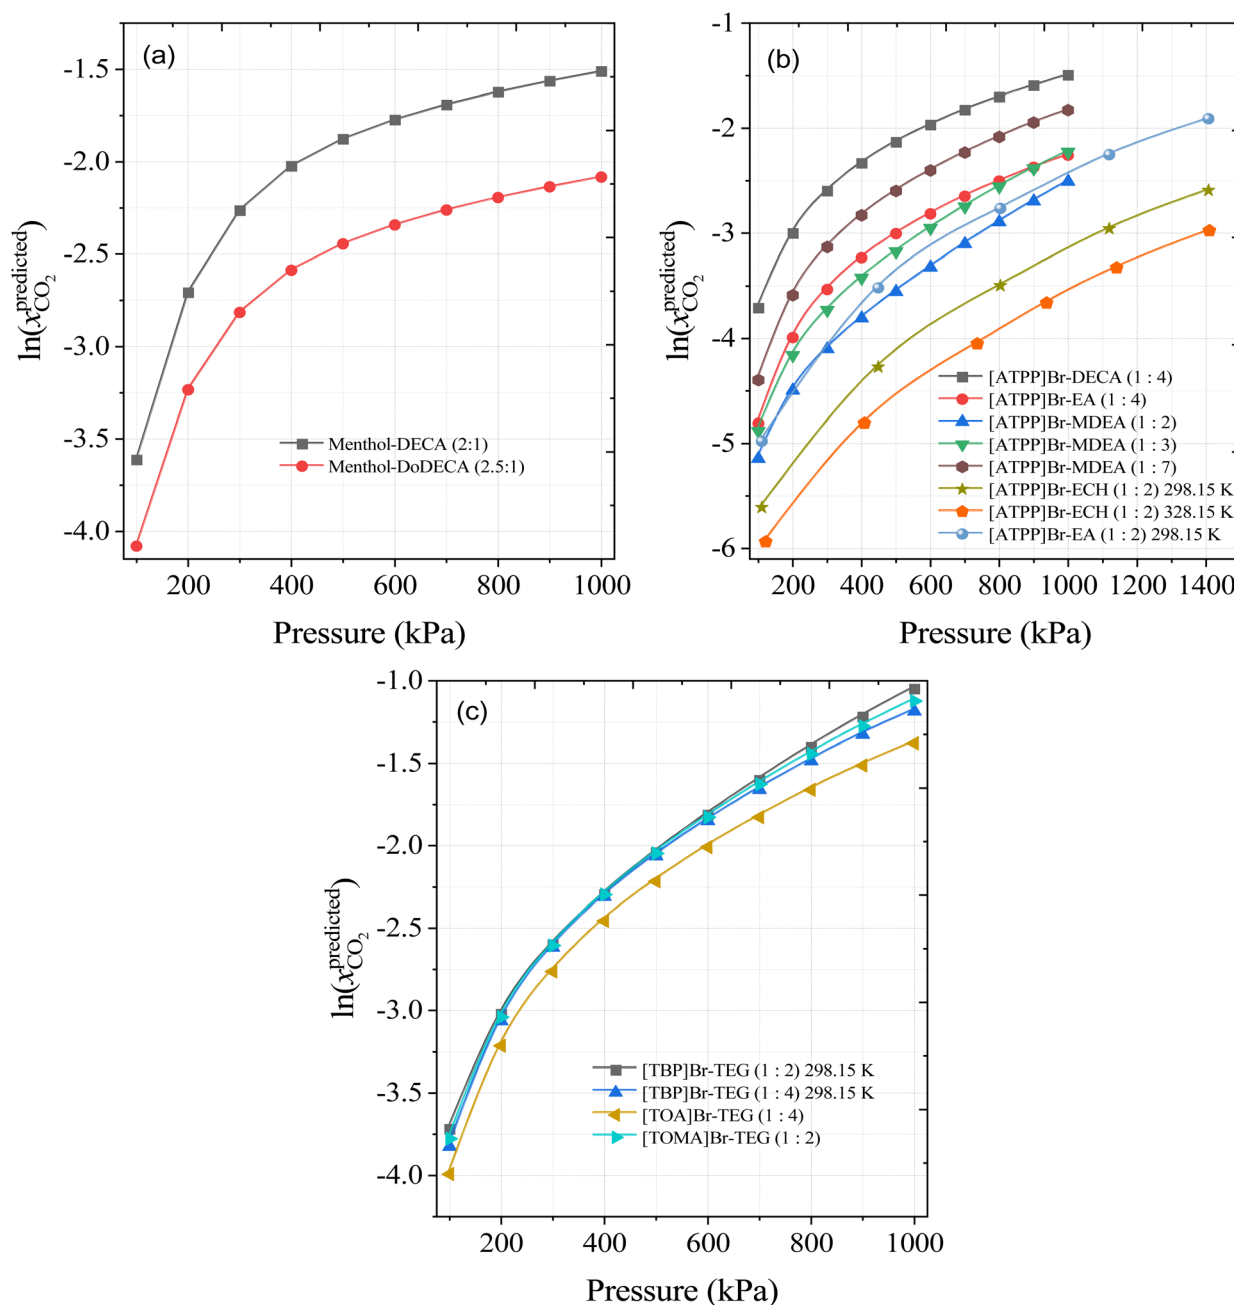 (a)
-1.5
-2.0
-2.5
-3.0
-3.5
-4.0
ln(x_CO2^predicted)
Menthol-DECA (2:1)
Menthol-DoDECA (2.5:1)
200 400 600 800 1000
Pressure (kPa)
(b)
-1
-2
-3
-4
-5
-6
ln(x_CO2^predicted)
[ATPP]Br-DECA (1 : 4)
[ATPP]Br-EA (1 : 4)
[ATPP]Br-MDEA (1 : 2)
[ATPP]Br-MDEA (1 : 3)
[ATPP]Br-MDEA (1 : 7)
[ATPP]Br-ECH (1 : 2) 298.15 K
[ATPP]Br-ECH (1 : 2) 328.15 K
[ATPP]Br-EA (1 : 2) 298.15 K
200 400 600 800 1000 1200 1400
Pressure (kPa)
(c)
-1.0
-1.5
-2.0
-2.5
-3.0
-3.5
-4.0
ln(x_CO2^predicted)
[TBP]Br-TEG (1 : 2) 298.15 K
[TBP]Br-TEG (1 : 4) 298.15 K
[TOA]Br-TEG (1 : 4)
[TOMA]Br-TEG (1 : 2)
200 400 600 800 1000
Pressure (kPa)